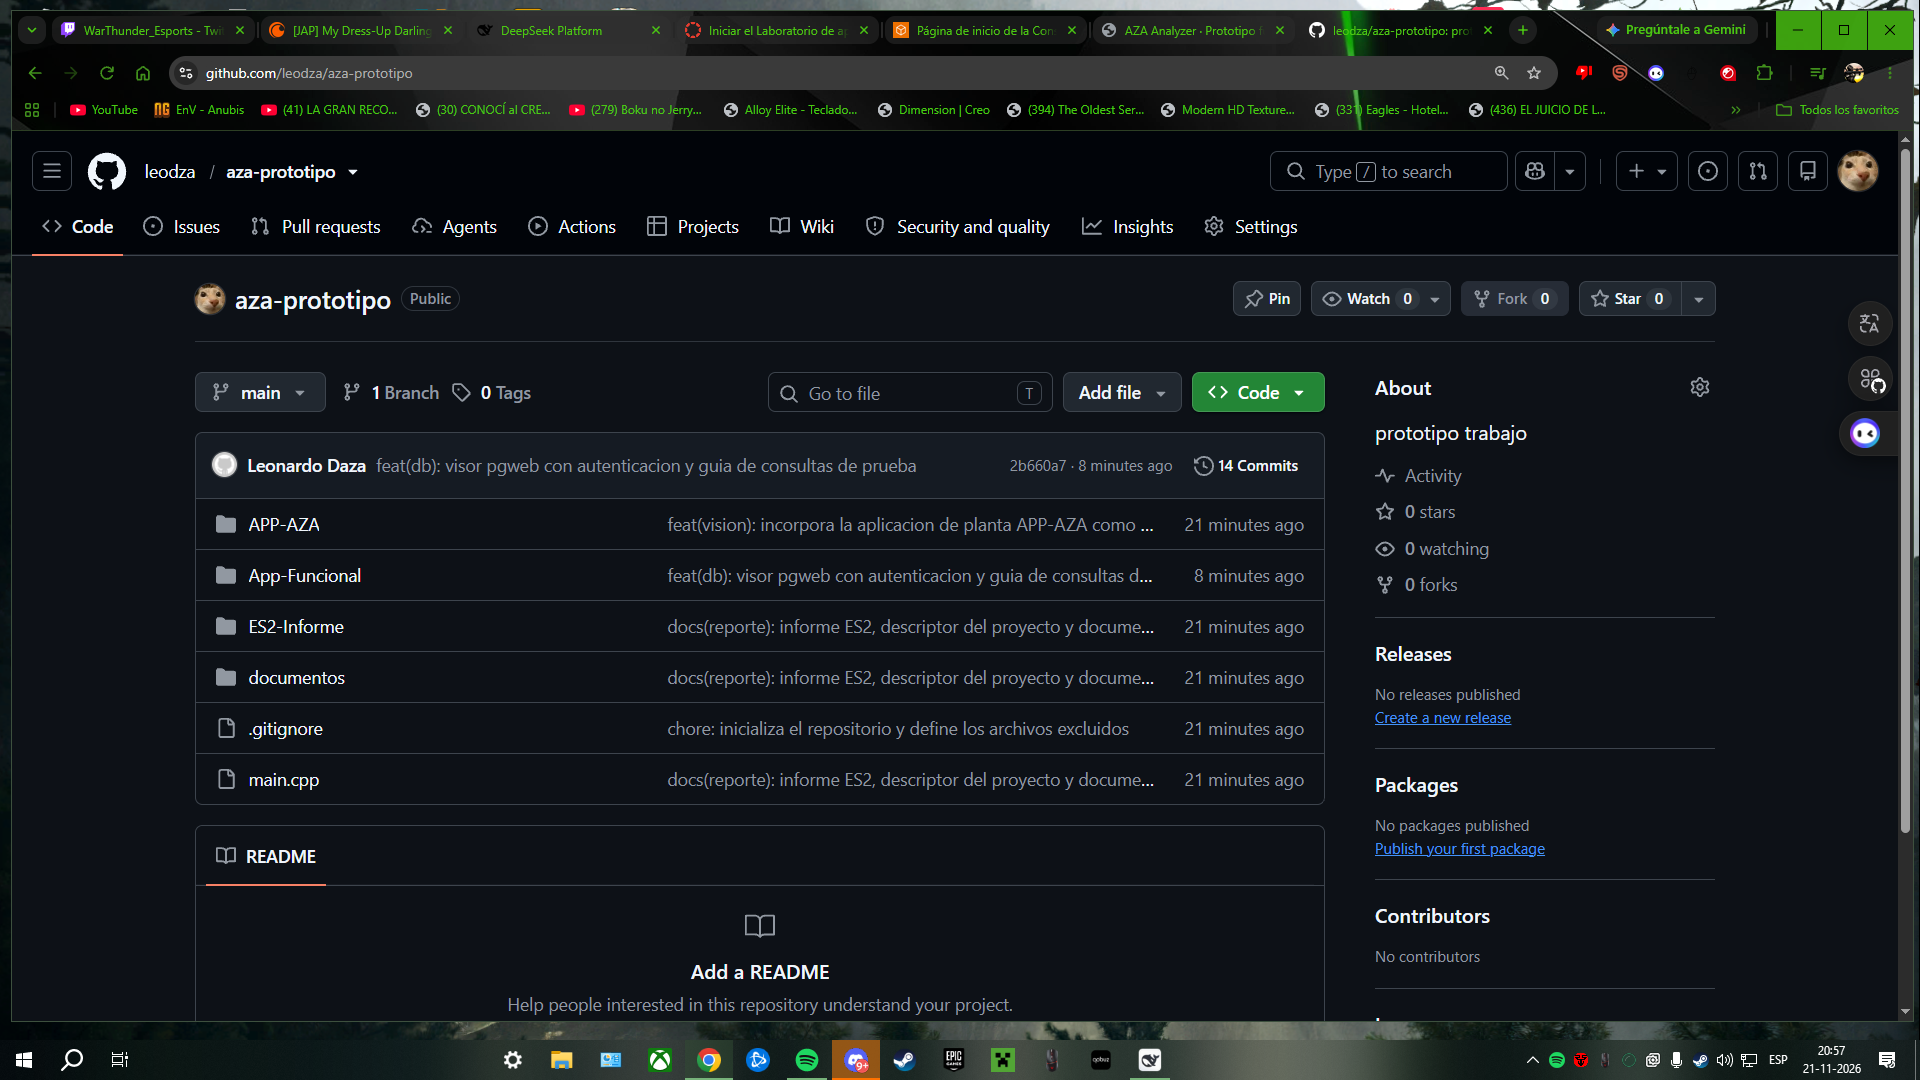 WarThunder_Esports - Twi
[JAP] My Dress-Up Darling
DeepSeek Platform
Iniciar el Laboratorio de ap
Página de inicio de la Con
AZA Analyzer · Prototipo f
leodza/aza-prototipo: pro
Pregúntale a Gemini
github.com/leodza/aza-prototipo
YouTube
EnV - Anubis
(41) LA GRAN RECO...
(30) CONOCÍ al CRE...
(279) Boku no Jerry...
Alloy Elite - Teclado...
Dimension | Creo
(394) The Oldest Ser...
Modern HD Texture...
(331) Eagles - Hotel...
(436) EL JUICIO DE L...
Todos los favoritos
leodza / aza-prototipo
Type / to search
Code
Issues
Pull requests
Agents
Actions
Projects
Wiki
Security and quality
Insights
Settings
aza-prototipo
Public
Pin
Watch 0
Fork 0
Star 0
main
1 Branch
0 Tags
Go to file
T
Add file
Code
Leonardo Daza feat(db): visor pgweb con autenticacion y guia de consultas de prueba
2b660a7 · 8 minutes ago
14 Commits
APP-AZA
feat(vision): incorpora la aplicacion de planta APP-AZA como ...
21 minutes ago
App-Funcional
feat(db): visor pgweb con autenticacion y guia de consultas d...
8 minutes ago
ES2-Informe
docs(reporte): informe ES2, descriptor del proyecto y docume...
21 minutes ago
documentos
docs(reporte): informe ES2, descriptor del proyecto y docume...
21 minutes ago
.gitignore
chore: inicializa el repositorio y define los archivos excluidos
21 minutes ago
main.cpp
docs(reporte): informe ES2, descriptor del proyecto y docume...
21 minutes ago
README
Add a README
Help people interested in this repository understand your project.
About
prototipo trabajo
Activity
0 stars
0 watching
0 forks
Releases
No releases published
Create a new release
Packages
No packages published
Publish your first package
Contributors
No contributors
EPIC GAMES
qobuz
9+
ESP
20:57
21-11-2026